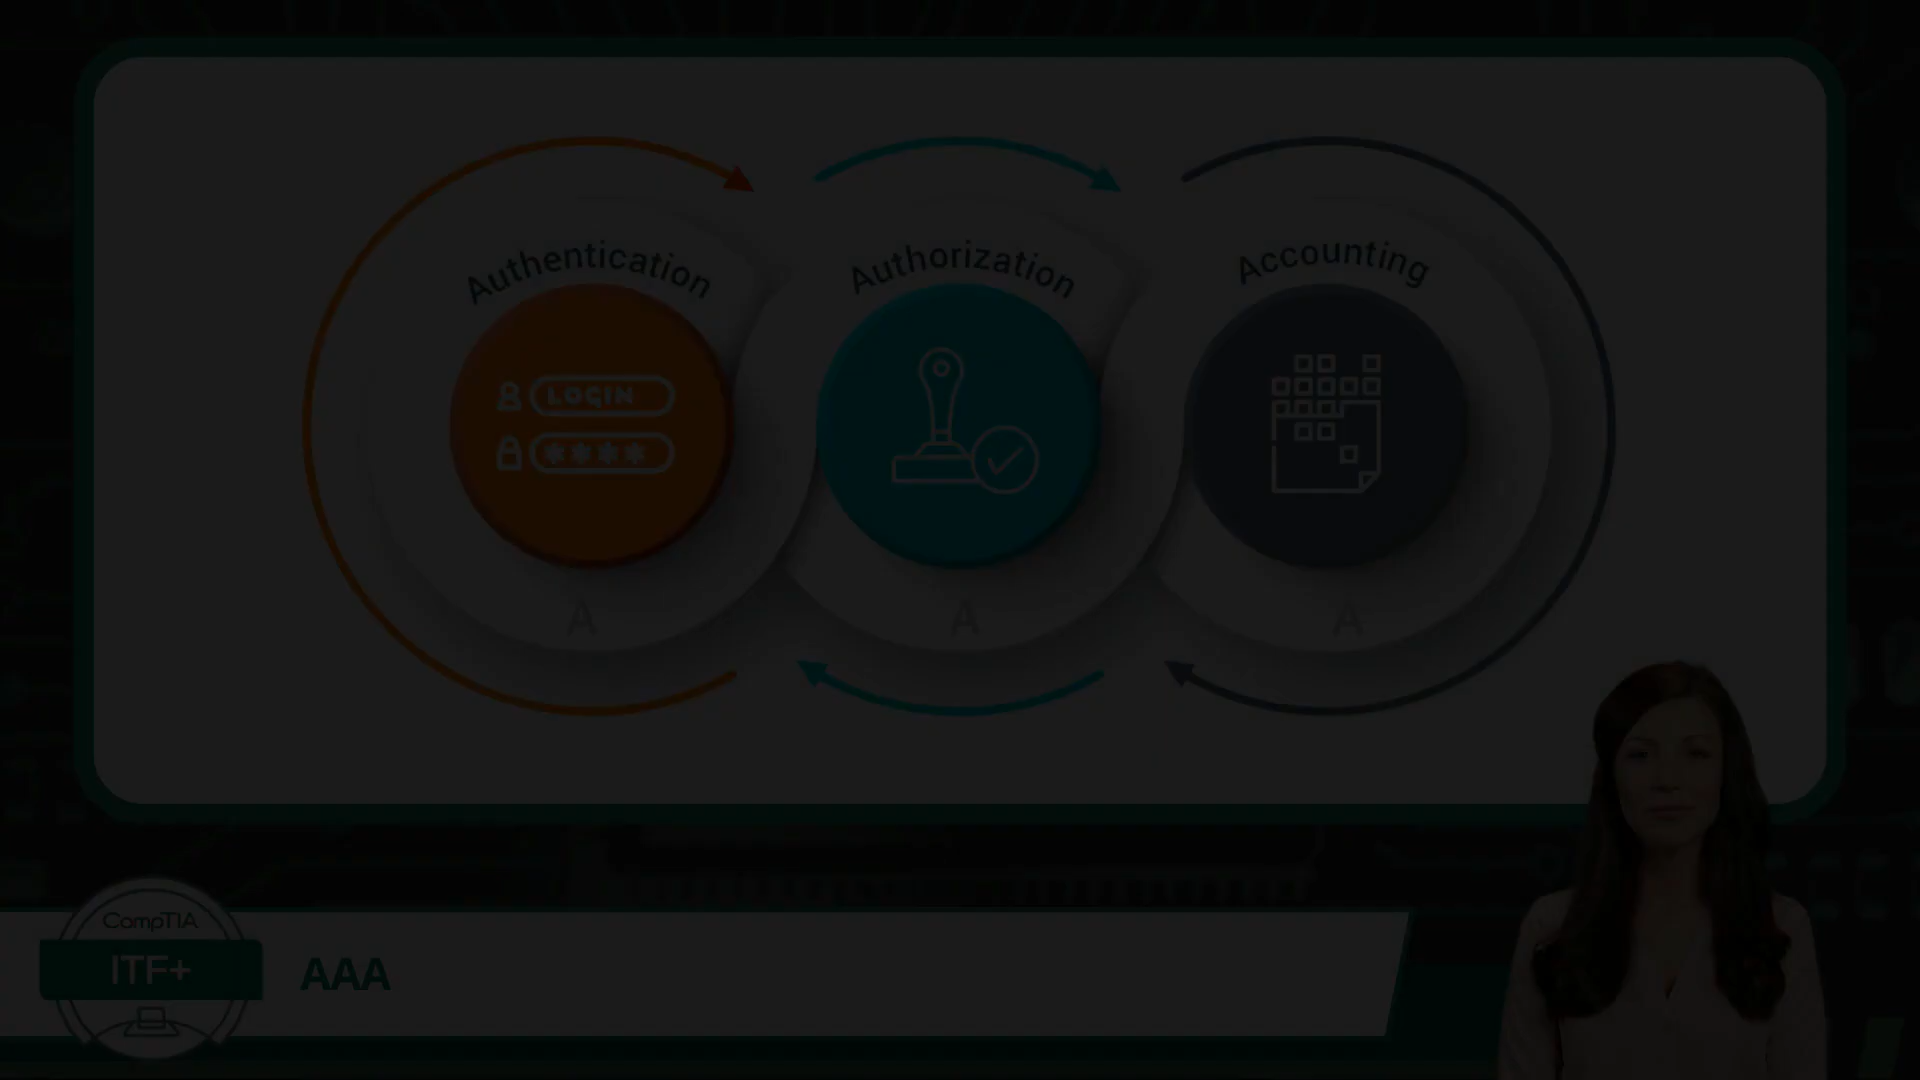 Authentication
Authorization
Accounting
LOGIN
****
A
A
A
CompTIA
ITF+
AAA